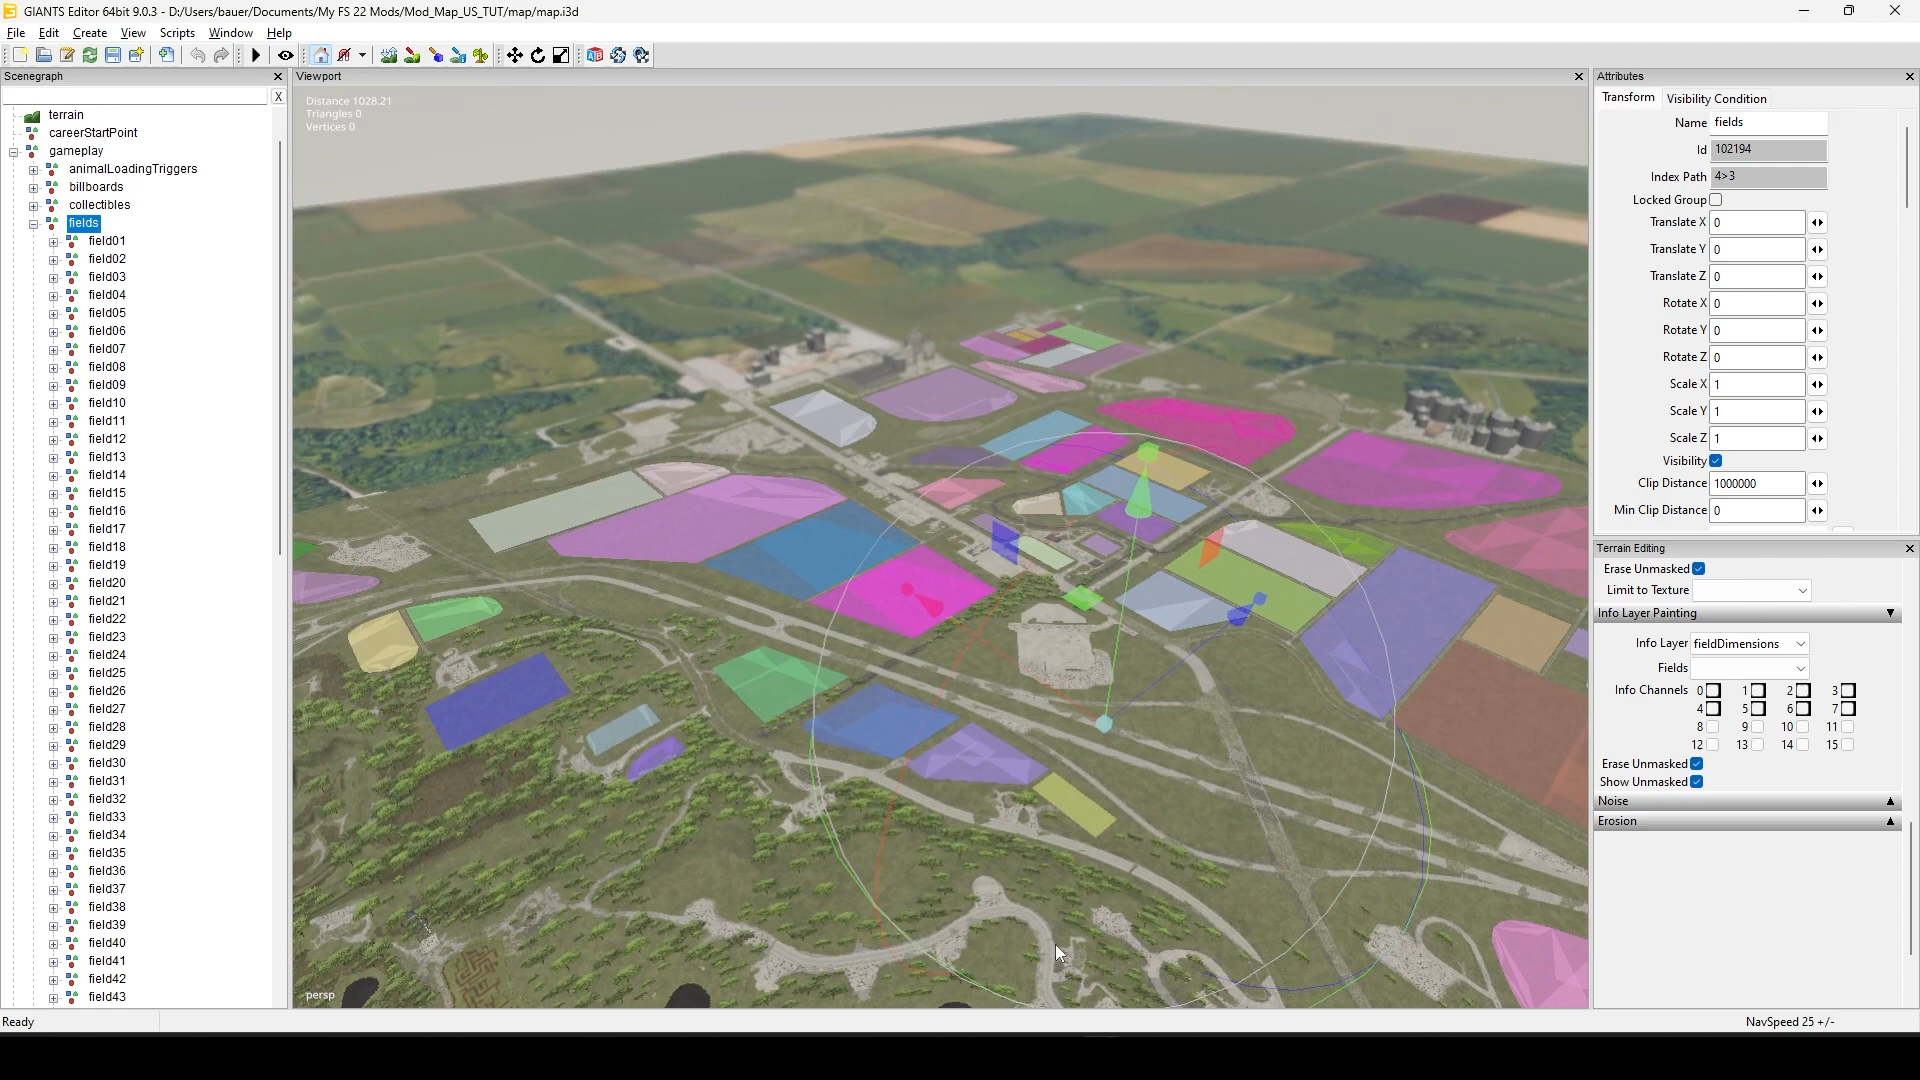 GIANTS Editor 64bit 9.0.3 - D:/Users/bauer/Documents/My FS 22 Mods/Mod_Map_US_TUT/map/map.i3d
File Edit Create View Scripts Window Help
Scenegraph
X
terrain
careerStartPoint
gameplay
animalLoadingTriggers
billboards
collectibles
fields
field01
field02
field03
field04
field05
field06
field07
field08
field09
field10
field11
field12
field13
field14
field15
field16
field17
field18
field19
field20
field21
field22
field23
field24
field25
field26
field27
field28
field29
field30
field31
field32
field33
field34
field35
field36
field37
field38
field39
field40
field41
field42
field43
Viewport
Distance 1028.21
Triangles 0
Vertices 0
persp
Attributes
Transform Visibility Condition
Name fields
Id 102194
Index Path 4>3
Locked Group
Translate X 0
Translate Y 0
Translate Z 0
Rotate X 0
Rotate Y 0
Rotate Z 0
Scale X 1
Scale Y 1
Scale Z 1
Visibility
Clip Distance 1000000
Min Clip Distance 0
Terrain Editing
Erase Unmasked
Limit to Texture
Info Layer Painting
Info Layer fieldDimensions
Fields
Info Channels 0 1 2 3
4 5 6 7
8 9 10 11
12 13 14 15
Erase Unmasked
Show Unmasked
Noise
Erosion
Ready
NavSpeed 25 +/-